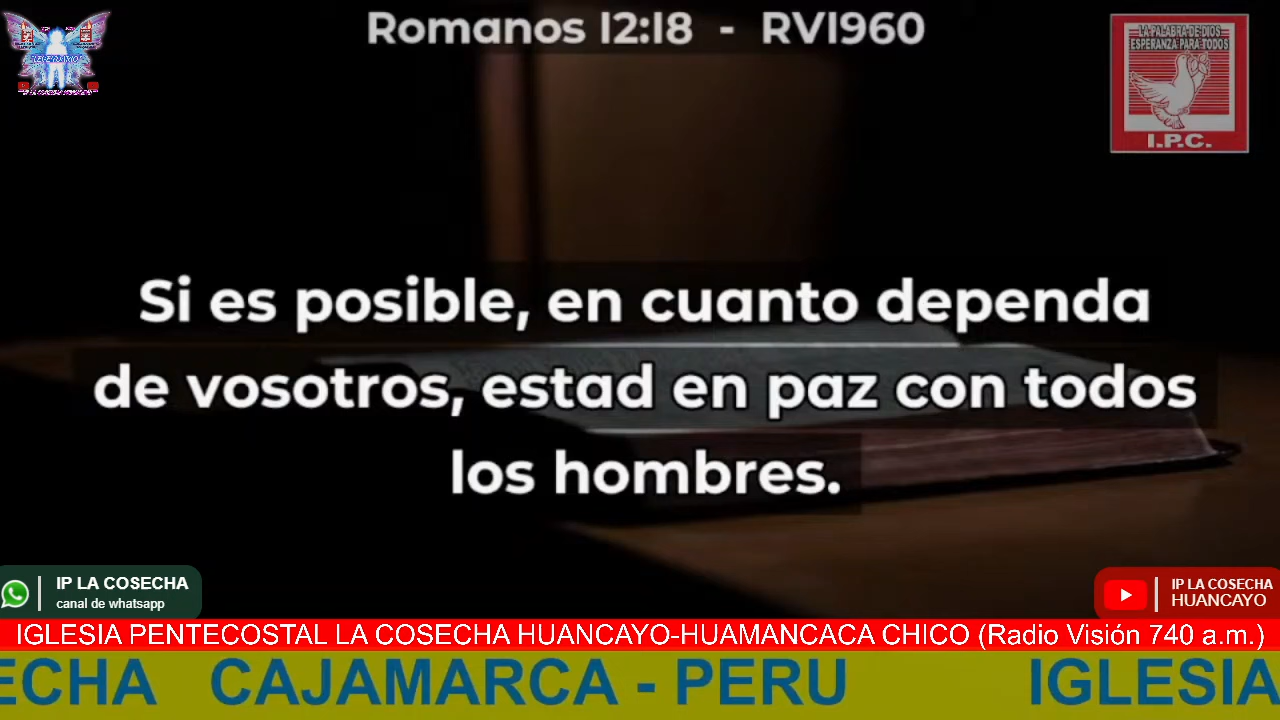 Romanos 12:18 - RV1960
LA PALABRA DE DIOS
ESPERANZA PARA TODOS
I.P.C.
Si es posible, en cuanto dependa
de vosotros, estad en paz con todos
los hombres.
IP LA COSECHA
canal de whatsapp
IP LA COSECHA
HUANCAYO
IGLESIA PENTECOSTAL LA COSECHA HUANCAYO-HUAMANCACA CHICO (Radio Visión 740 a.m.)
ECHA CAJAMARCA - PERU IGLESIA